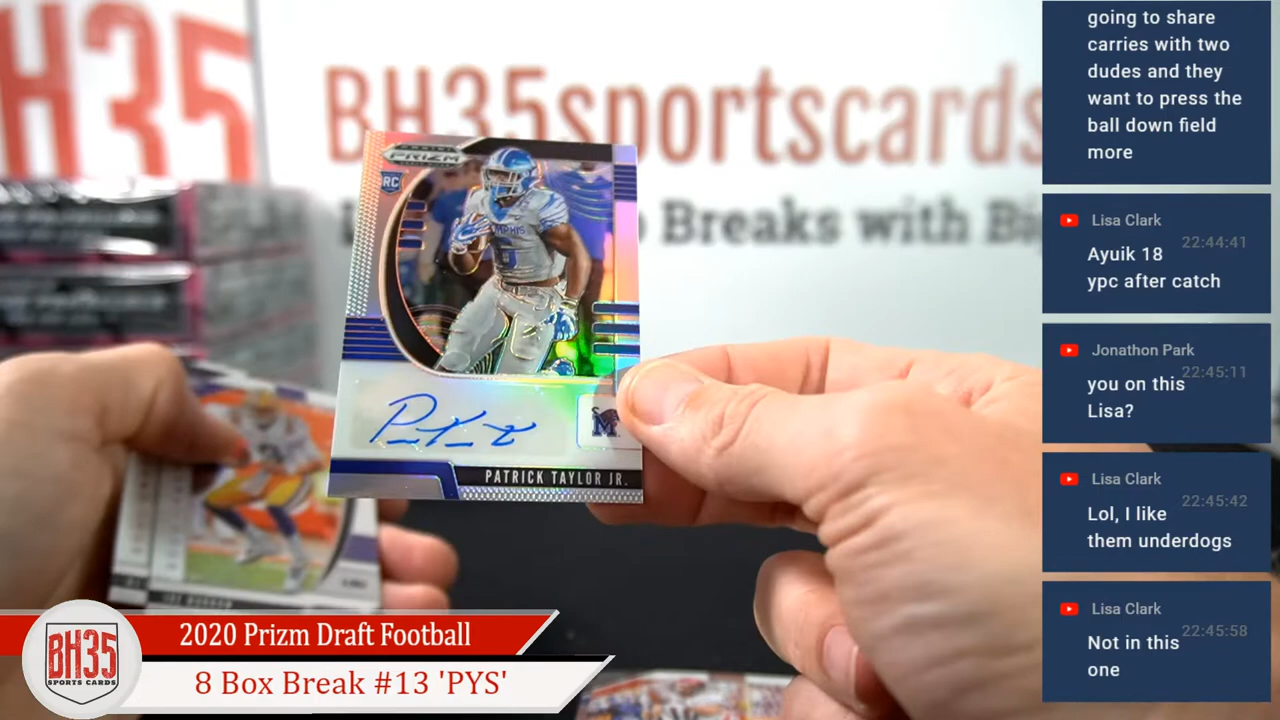 BH35
BH35sportscards
Breaks with Bi
PRIZM
RC
MEMPHIS
M
PATRICK TAYLOR JR.
BH35
SPORTS CARDS
2020 Prizm Draft Football
8 Box Break #13 'PYS'
going to share
carries with two
dudes and they
want to press the
ball down field
more
Lisa Clark
22:44:41
Ayuik 18
ypc after catch
Jonathon Park
22:45:11
you on this
Lisa?
Lisa Clark
22:45:42
Lol, I like
them underdogs
Lisa Clark
22:45:58
Not in this
one